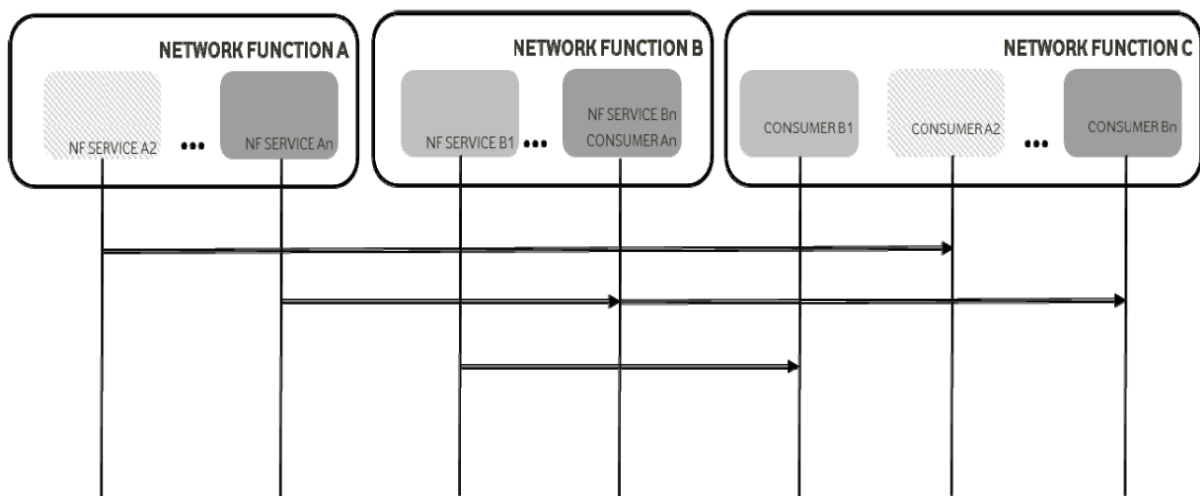 NETWORK FUNCTION A
NF SERVICE A2
...
NF SERVICE An
NETWORK FUNCTION B
NF SERVICE B1
...
NF SERVICE Bn
CONSUMER An
NETWORK FUNCTION C
CONSUMER B1
CONSUMER A2
...
CONSUMER Bn